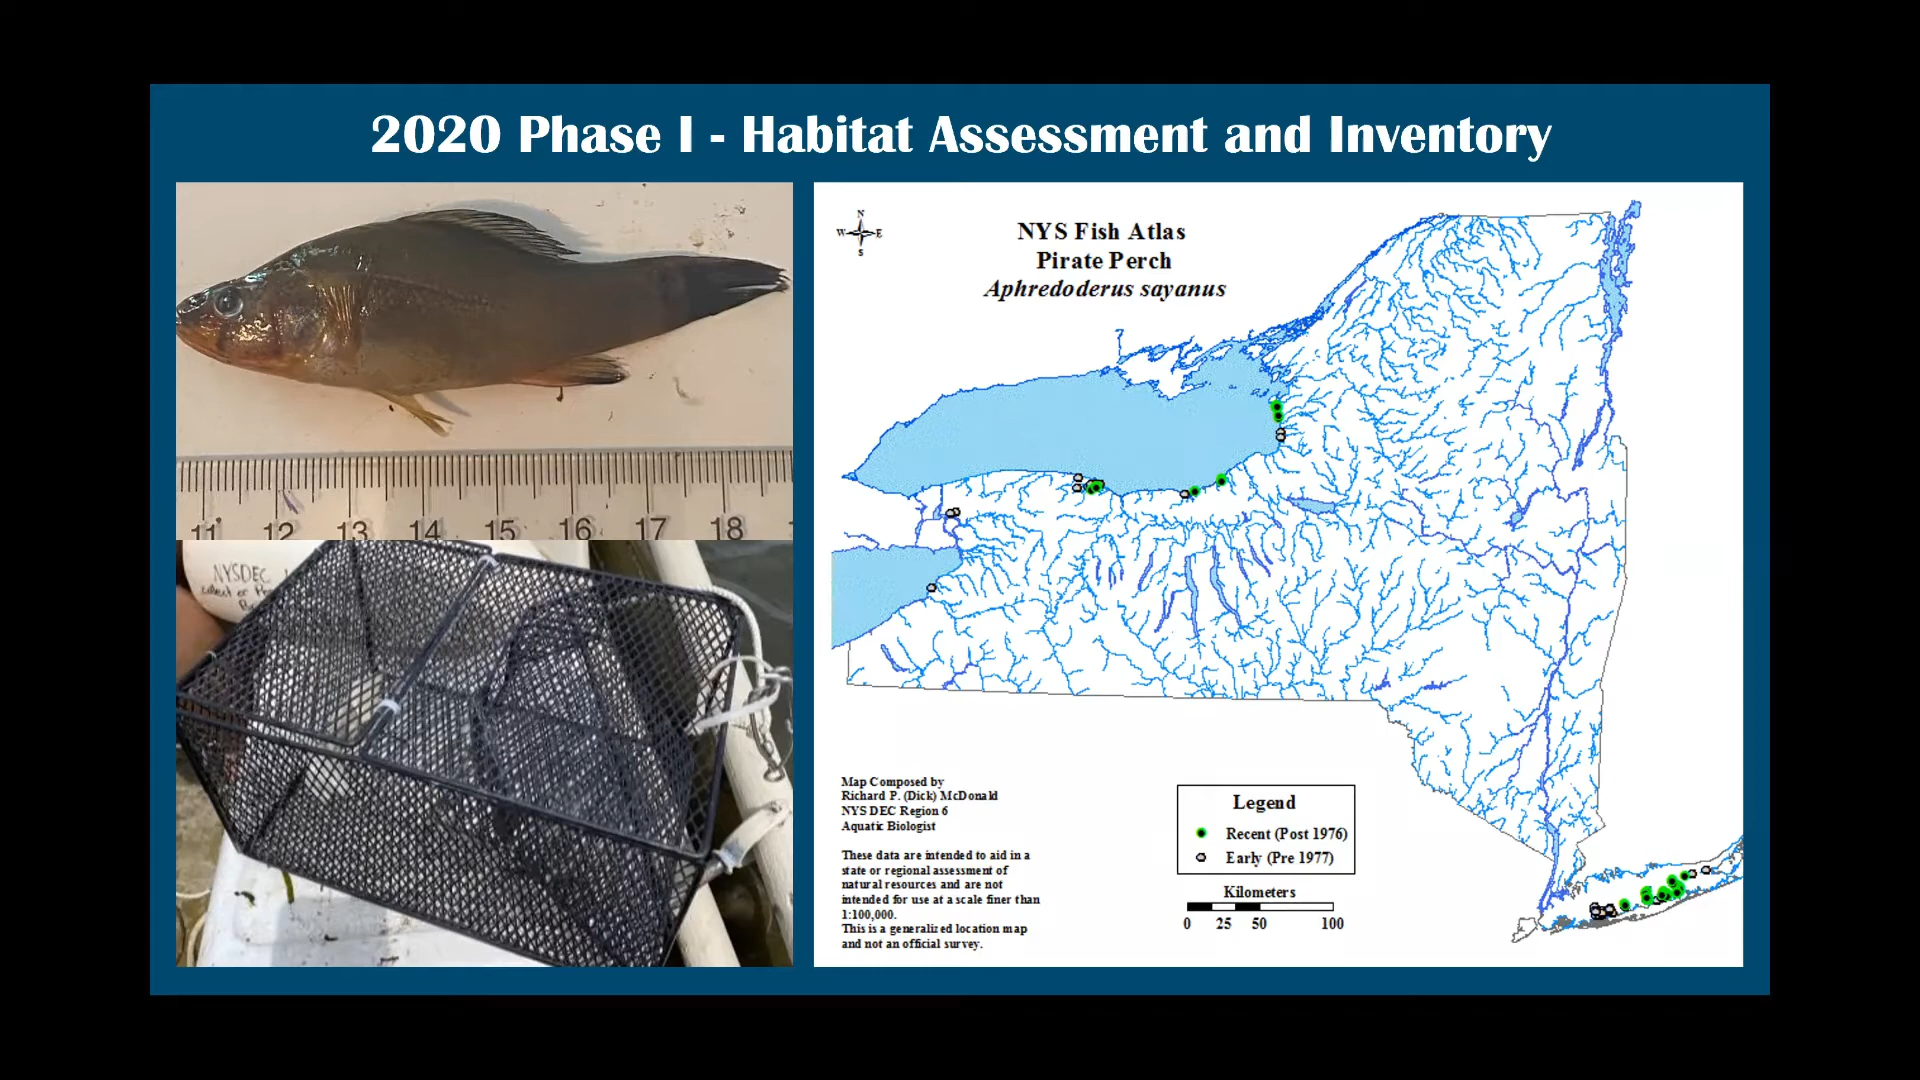 2020 Phase I - Habitat Assessment and Inventory
11 12 13 14 15 16 17 18
NYSDEC
N
W E
S
NYS Fish Atlas
Pirate Perch
Aphredoderus sayanus
Map Composed by
Richard P. (Dick) McDonald
NYS DEC Region 6
Aquatic Biologist
These data are intended to aid in a
state or regional assessment of
natural resources and are not
intended for use at a scale finer than
1:100,000.
This is a generalized location map
and not an official survey.
Legend
Recent (Post 1976)
Early (Pre 1977)
Kilometers
0 25 50 100